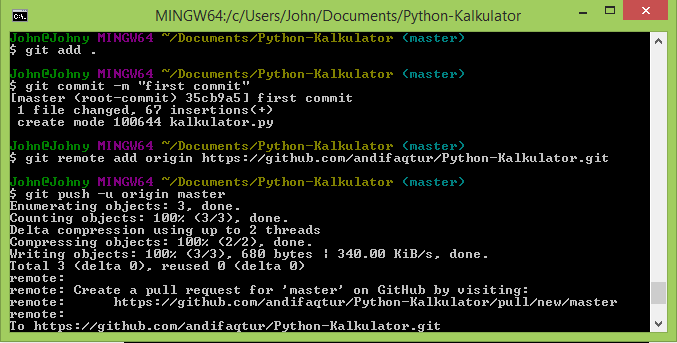 MINGW64:/c/Users/John/Documents/Python-Kalkulator
John@Johny MINGW64 ~/Documents/Python-Kalkulator (master)
$ git add .
John@Johny MINGW64 ~/Documents/Python-Kalkulator (master)
$ git commit -m "first commit"
[master (root-commit) 35cb9a5] first commit
 1 file changed, 67 insertions(+)
 create mode 100644 kalkulator.py
John@Johny MINGW64 ~/Documents/Python-Kalkulator (master)
$ git remote add origin https://github.com/andifaqtur/Python-Kalkulator.git
John@Johny MINGW64 ~/Documents/Python-Kalkulator (master)
$ git push -u origin master
Enumerating objects: 3, done.
Counting objects: 100% (3/3), done.
Delta compression using up to 2 threads
Compressing objects: 100% (2/2), done.
Writing objects: 100% (3/3), 680 bytes ¦ 340.00 KiB/s, done.
Total 3 (delta 0), reused 0 (delta 0)
remote:
remote: Create a pull request for 'master' on GitHub by visiting:
remote:      https://github.com/andifaqtur/Python-Kalkulator/pull/new/master
remote:
To https://github.com/andifaqtur/Python-Kalkulator.git